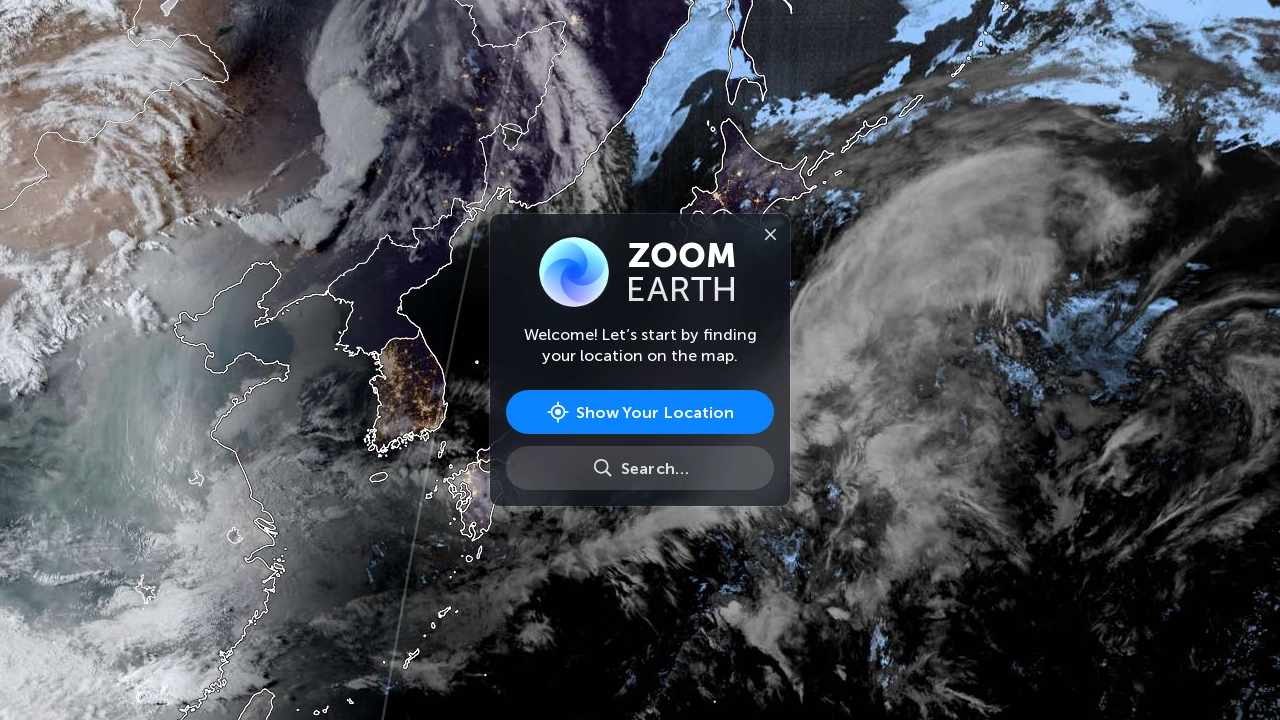 ZOOM
EARTH
Welcome! Let’s start by finding
your location on the map.
Show Your Location
Search...